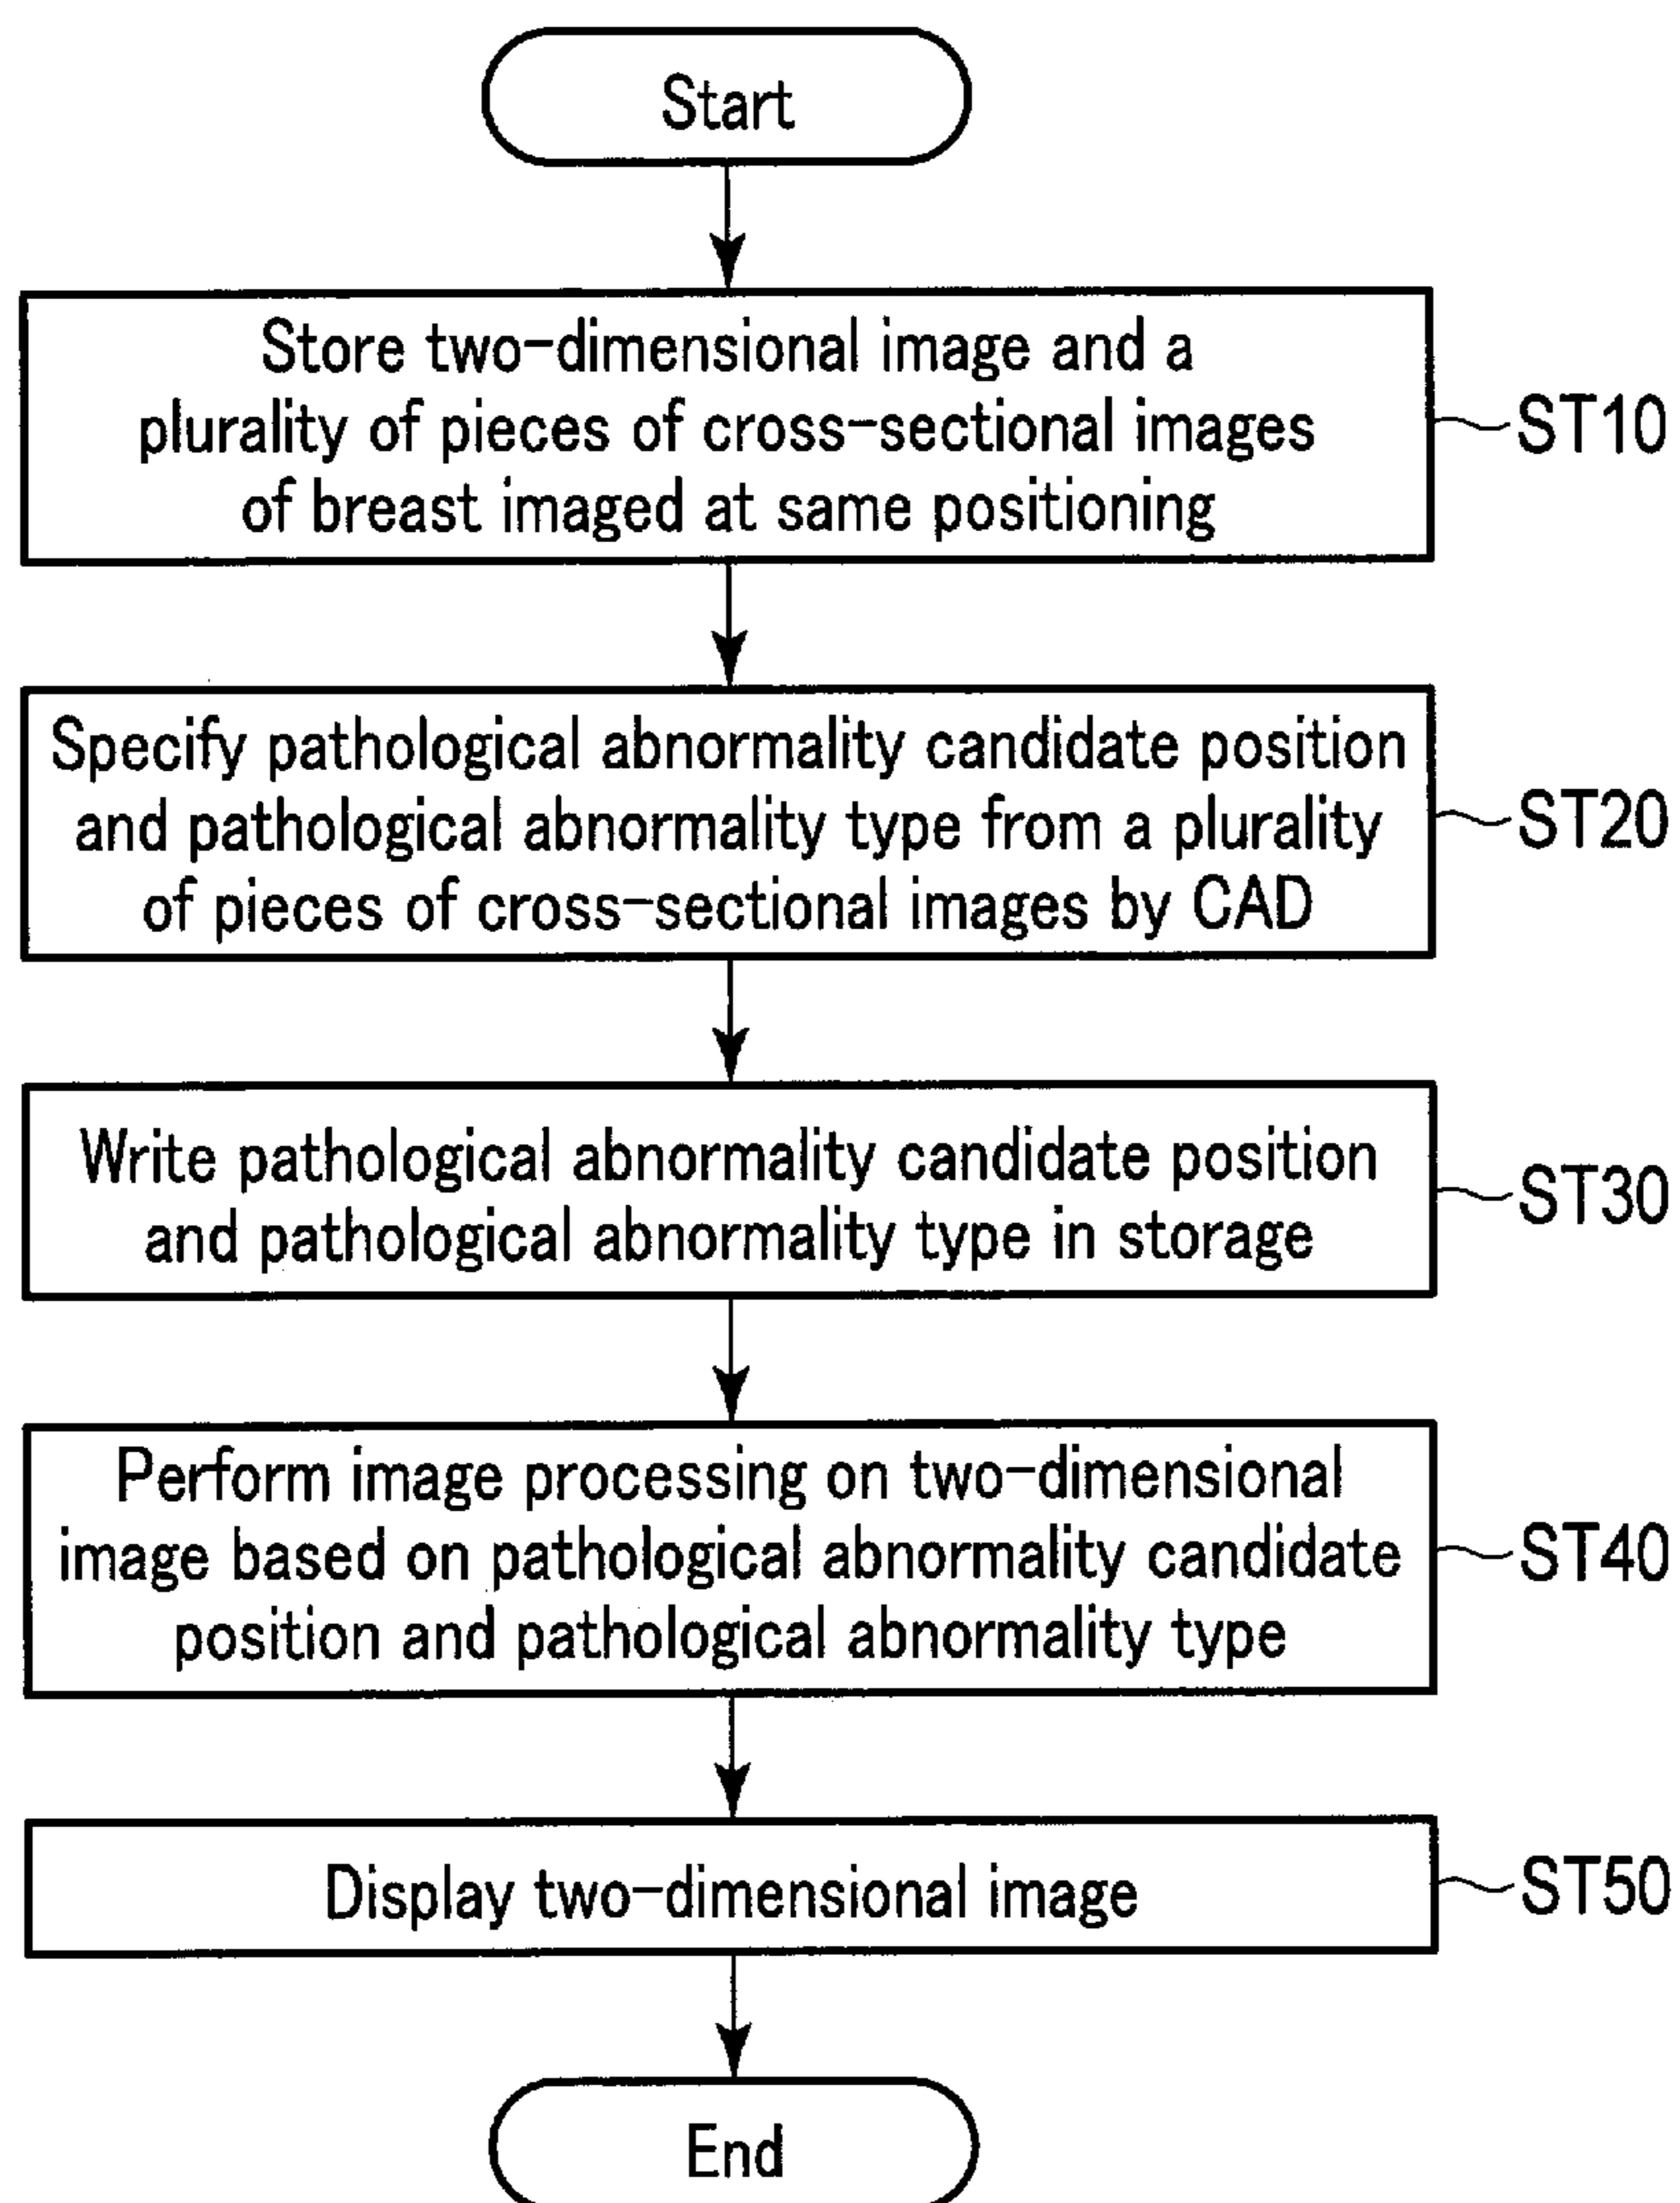 Start
Store two-dimensional image and a
plurality of pieces of cross-sectional images
of breast imaged at same positioning
ST10
Specify pathological abnormality candidate position
and pathological abnormality type from a plurality
of pieces of cross-sectional images by CAD
ST20
Write pathological abnormality candidate position
and pathological abnormality type in storage
ST30
Perform image processing on two-dimensional
image based on pathological abnormality candidate
position and pathological abnormality type
ST40
Display two-dimensional image
ST50
End